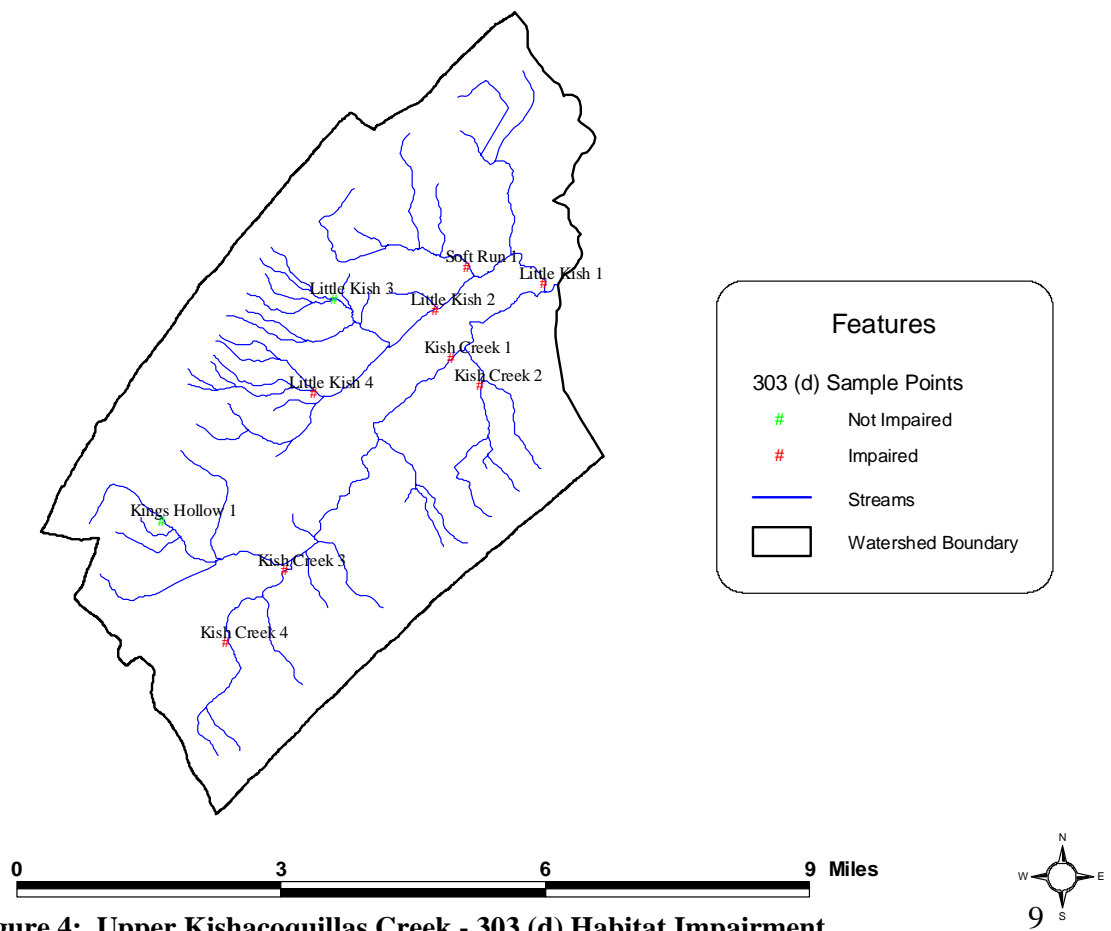 Soft Run 1
Little Kish 1
Little Kish 3
Little Kish 2
Kish Creek 1
Kish Creek 2
Little Kish 4
Kings Hollow 1
Kish Creek 3
Kish Creek 4
Features
303 (d) Sample Points
# Not Impaired
# Impaired
Streams
Watershed Boundary
0 3 6 9 Miles
N
W E
S
gure 4: Upper Kishacoquillas Creek - 303 (d) Habitat Impairment
9